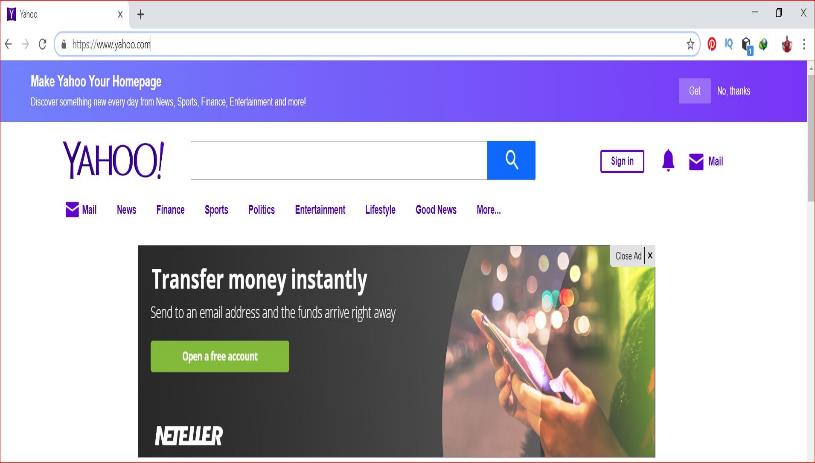 Yahoo
https://www.yahoo.com
Make Yahoo Your Homepage
Discover something new every day from News, Sports, Finance, Entertainment and more!
Get
No, thanks
YAHOO!
Sign in
Mail
Mail News Finance Sports Politics Entertainment Lifestyle Good News More...
Close Ad X
Transfer money instantly
Send to an email address and the funds arrive right away
Open a free account
NETELLER